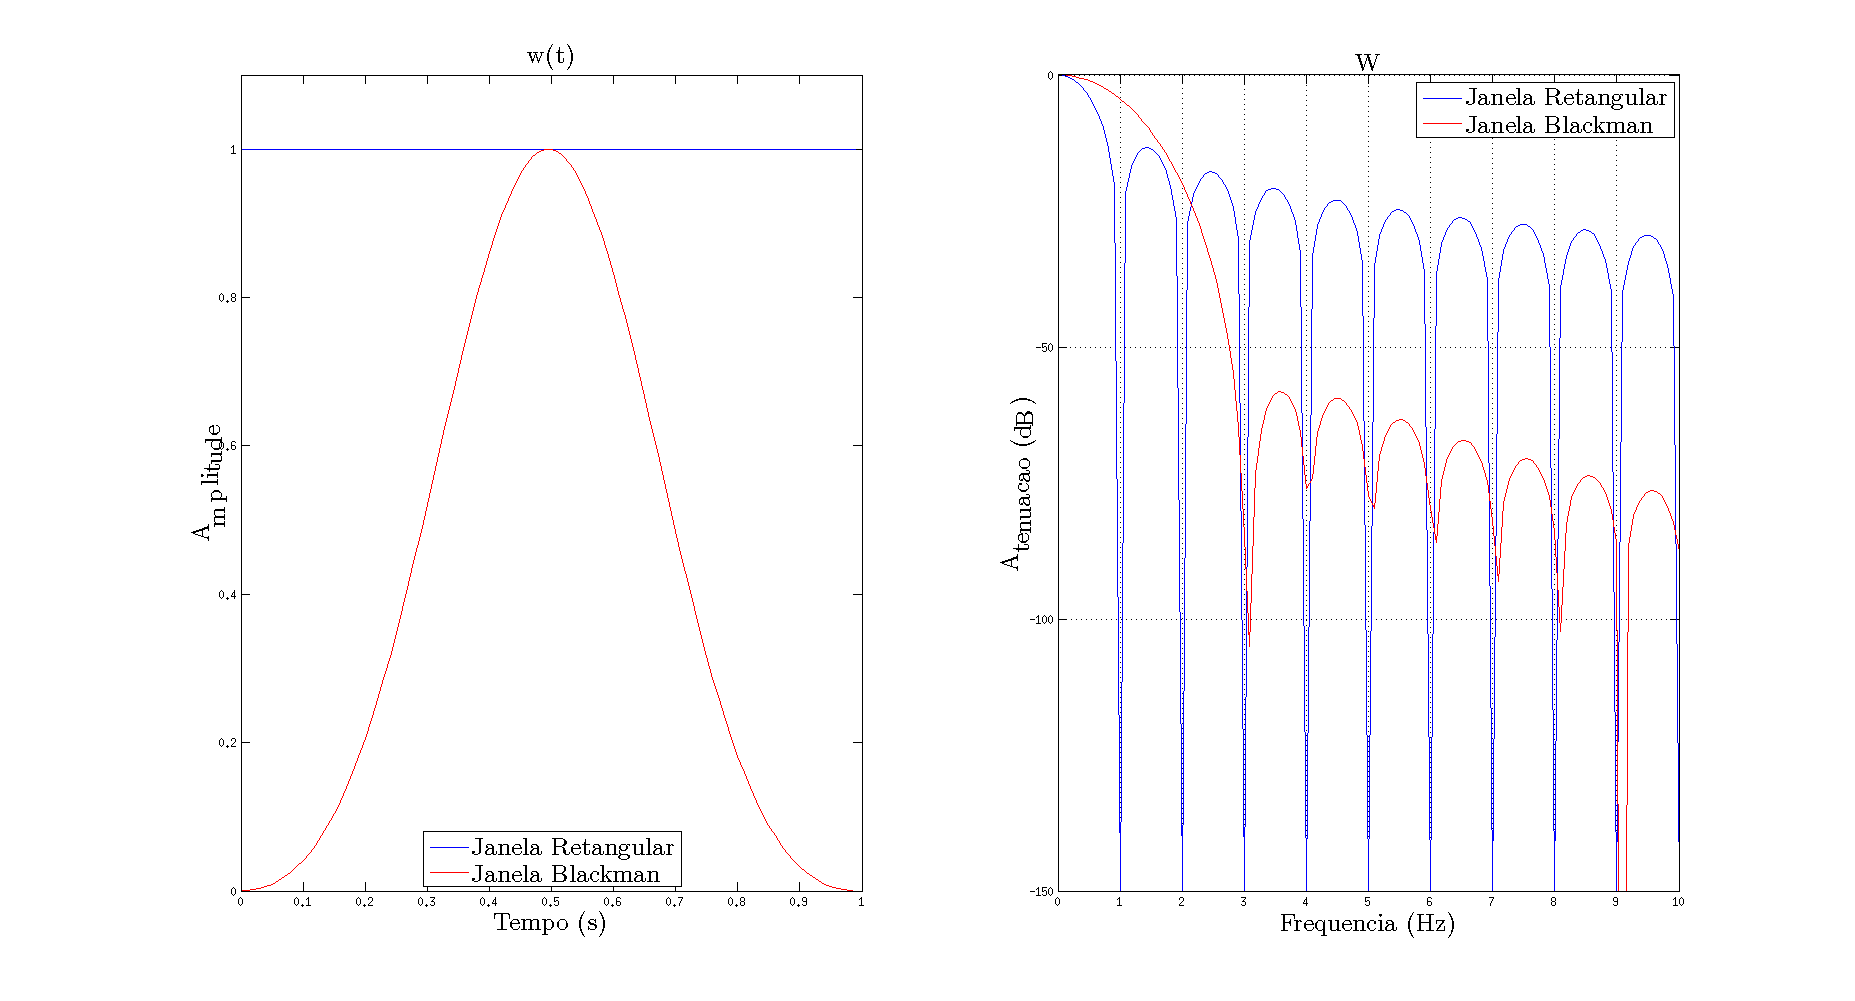 w(t)
1
0.8
0.6
0.4
0.2
0
Amplitude
Janela Retangular
Janela Blackman
0 0.1 0.2 0.3 0.4 0.5 0.6 0.7 0.8 0.9 1
Tempo (s)
W
0
-50
-100
-150
Atenuacao (dB)
Janela Retangular
Janela Blackman
0 1 2 3 4 5 6 7 8 9 10
Frequencia (Hz)